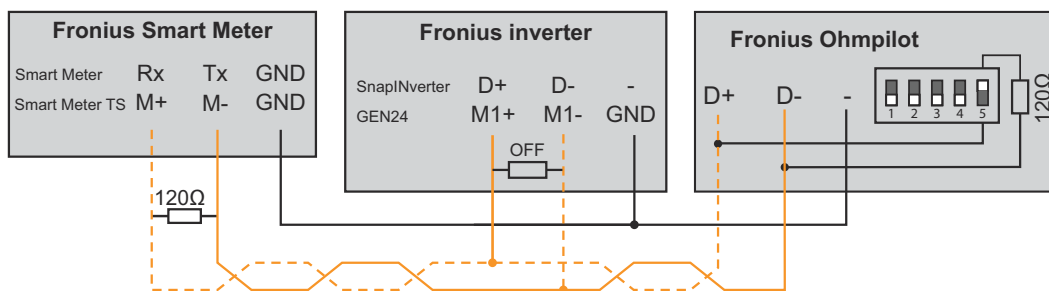 Fronius Smart Meter
Smart Meter Rx Tx GND
Smart Meter TS M+ M- GND
120Ω
Fronius inverter
SnapINverter D+ D- -
GEN24 M1+ M1- GND
OFF
Fronius Ohmpilot
D+ D- -
1 2 3 4 5
120Ω